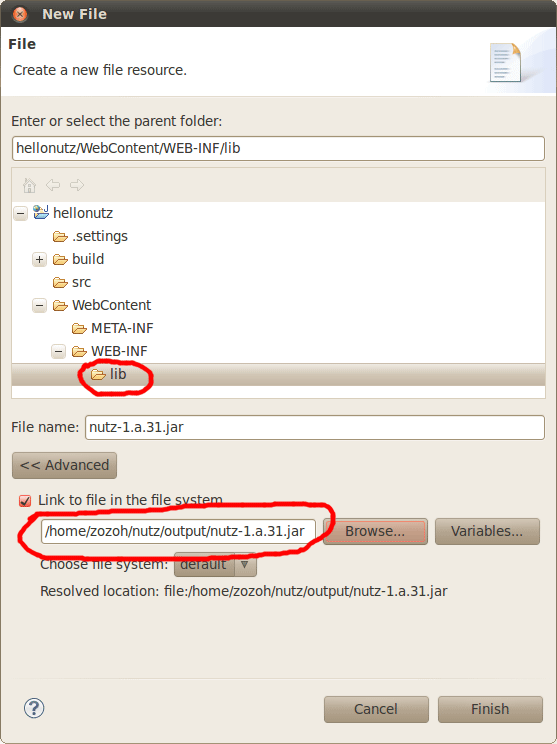 New File
File
Create a new file resource.
Enter or select the parent folder:
hellonutz/WebContent/WEB-INF/lib
hellonutz
.settings
build
src
WebContent
META-INF
WEB-INF
lib
File name: nutz-1.a.31.jar
<< Advanced
Link to file in the file system
/home/zozoh/nutz/output/nutz-1.a.31.jar Browse... Variables...
Choose file system: default
Resolved location: file:/home/zozoh/nutz/output/nutz-1.a.31.jar
Cancel Finish